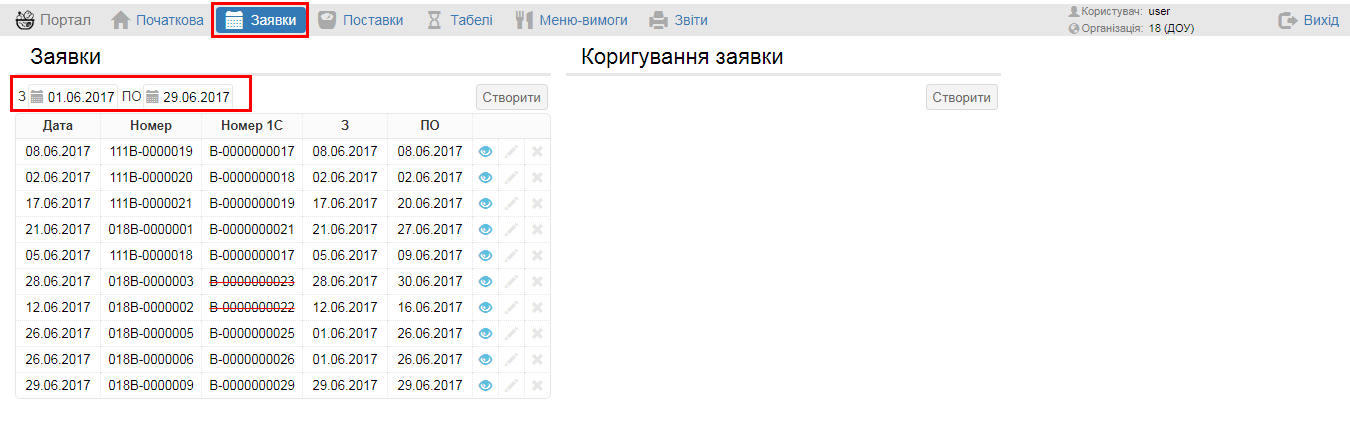 Портал Початкова Заявки Поставки Табелі Меню-вимоги Звіти Користувач: user Вихід
Організація: 18 (ДОУ)
Заявки Коригування заявки
З 01.06.2017 ПО 29.06.2017 Створити Створити
Дата Номер Номер 1С З ПО
08.06.2017 111В-0000019 В-0000000017 08.06.2017 08.06.2017
02.06.2017 111В-0000020 В-0000000018 02.06.2017 02.06.2017
17.06.2017 111В-0000021 В-0000000019 17.06.2017 20.06.2017
21.06.2017 018В-0000001 В-0000000021 21.06.2017 27.06.2017
05.06.2017 111В-0000018 В-0000000017 05.06.2017 09.06.2017
28.06.2017 018В-0000003 В-0000000023 28.06.2017 30.06.2017
12.06.2017 018В-0000002 В-0000000022 12.06.2017 16.06.2017
26.06.2017 018В-0000005 В-0000000025 01.06.2017 26.06.2017
26.06.2017 018В-0000006 В-0000000026 01.06.2017 26.06.2017
29.06.2017 018В-0000009 В-0000000029 29.06.2017 29.06.2017